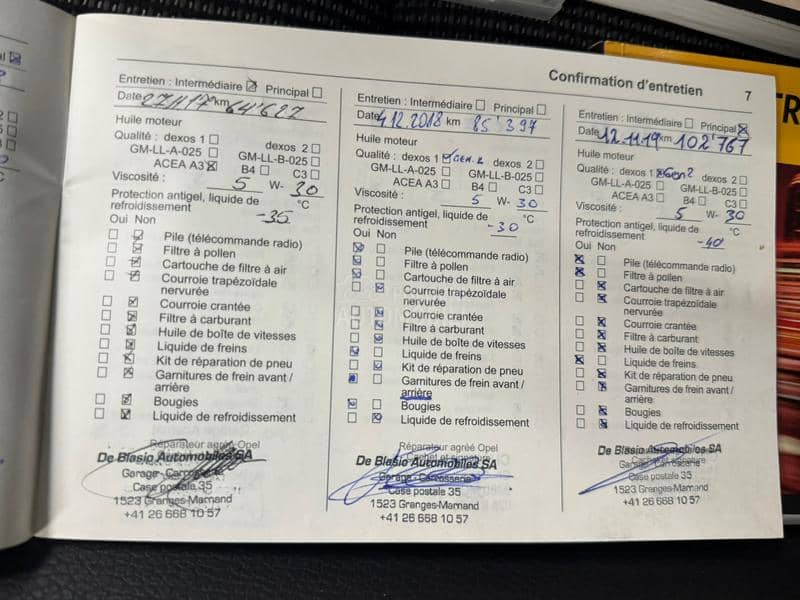 Confirmation d'entretien 7
Entretien : Intermédiaire ☒ Principal ☐
Date 27.11.17 km 64'627
Huile moteur
Qualité : dexos 1 ☐ dexos 2 ☐
GM-LL-A-025 ☐ GM-LL-B-025 ☐
ACEA A3 ☒ B4 ☐ C3 ☐
Viscosité : 5 W- 30
Protection antigel, liquide de
refroidissement -35 °C
Oui Non
☐ ☒ Pile (télécommande radio)
☐ ☒ Filtre à pollen
☐ ☒ Cartouche de filtre à air
☐ ☒ Courroie trapézoïdale
nervurée
☐ ☒ Courroie crantée
☐ ☒ Filtre à carburant
☐ ☒ Huile de boîte de vitesses
☐ ☒ Liquide de freins
☐ ☒ Kit de réparation de pneu
☐ ☒ Garnitures de frein avant /
arrière
☐ ☒ Bougies
☐ ☒ Liquide de refroidissement
Réparateur agréé Opel
De Blasio Automobiles SA
Garage - Carrosserie
Case postale 35
1523 Granges-Marnand
+41 26 668 10 57
Entretien : Intermédiaire ☐ Principal ☐
Date 4.12.2018 km 85'397
Huile moteur
Qualité : dexos 1 ☒ GEN.2 dexos 2 ☐
GM-LL-A-025 ☐ GM-LL-B-025 ☐
ACEA A3 ☐ B4 ☐ C3 ☐
Viscosité : 5 W- 30
Protection antigel, liquide de
refroidissement -30 °C
Oui Non
☒ ☐ Pile (télécommande radio)
☒ ☐ Filtre à pollen
☒ ☐ Cartouche de filtre à air
☐ ☒ Courroie trapézoïdale
nervurée
☐ ☒ Courroie crantée
☐ ☒ Filtre à carburant
☐ ☒ Huile de boîte de vitesses
☒ ☐ Liquide de freins
☐ ☒ Kit de réparation de pneu
☒ ☐ Garnitures de frein avant /
arrière
☒ ☐ Bougies
☐ ☒ Liquide de refroidissement
Réparateur agréé Opel
Cachet et signature
De Blasio Automobiles SA
Garage - Carrosserie
Case postale 35
1523 Granges-Marnand
+41 26 668 10 57
Entretien : Intermédiaire ☐ Principal ☒
Date 12.11.19 km 102'767
Huile moteur
Qualité : dexos 1 ☒ Gen2 dexos 2 ☐
GM-LL-A-025 ☐ GM-LL-B-025 ☐
ACEA A3 ☐ B4 ☐ C3 ☐
Viscosité : 5 W- 30
Protection antigel, liquide de
refroidissement -40 °C
Oui Non
☒ ☐ Pile (télécommande radio)
☒ ☐ Filtre à pollen
☐ ☒ Cartouche de filtre à air
☐ ☒ Courroie trapézoïdale
nervurée
☐ ☒ Courroie crantée
☐ ☒ Filtre à carburant
☐ ☒ Huile de boîte de vitesses
☒ ☐ Liquide de freins
☐ ☒ Kit de réparation de pneu
☐ ☒ Garnitures de frein avant /
arrière
☐ ☒ Bougies
☐ ☒ Liquide de refroidissement
De Blasio Automobiles SA
Garage - Carrosserie
Case postale 35
1523 Granges-Marnand
+41 26 668 10 57